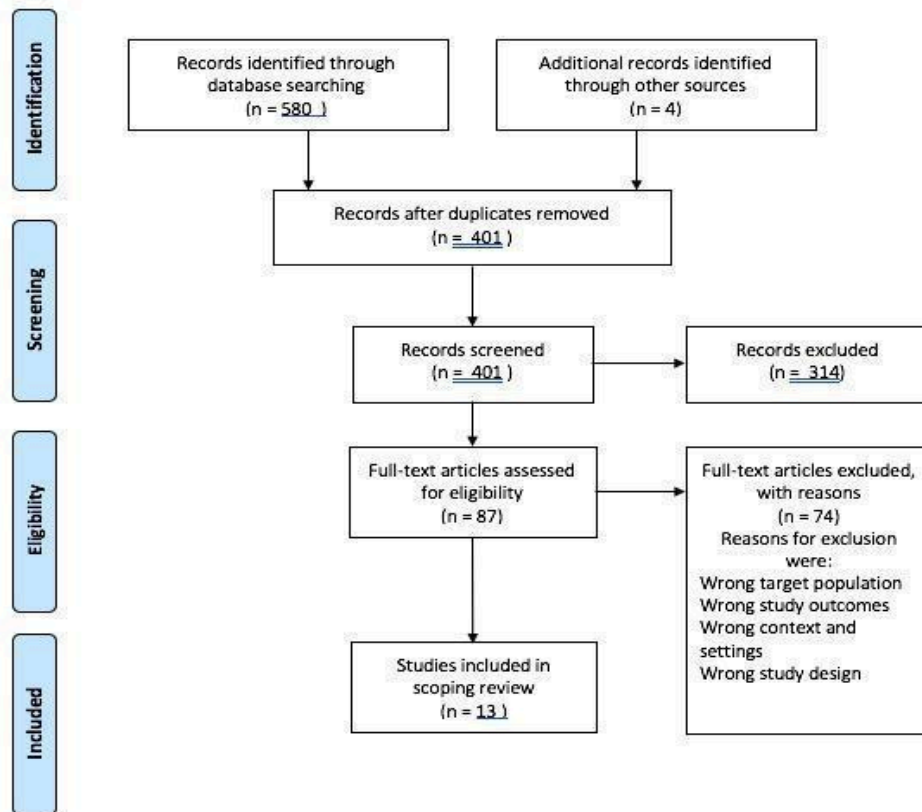 Identification
Records identified through
database searching
(n = 580 )
Additional records identified
through other sources
(n = 4)
Records after duplicates removed
(n = 401 )
Screening
Records screened
(n = 401 )
Records excluded
(n = 314)
Eligibility
Full-text articles assessed
for eligibility
(n = 87)
Full-text articles excluded,
with reasons
(n = 74)
Reasons for exclusion
were:
Wrong target population
Wrong study outcomes
Wrong context and
settings
Wrong study design
Included
Studies included in
scoping review
(n = 13 )